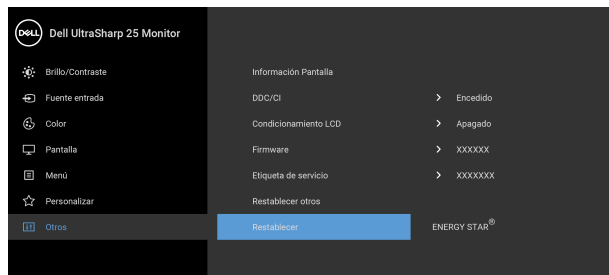 DELL Dell UltraSharp 25 Monitor
Brillo/Contraste
Fuente entrada
Color
Pantalla
Menú
Personalizar
Otros
Información Pantalla
DDC/CI > Encedido
Condicionamiento LCD > Apagado
Firmware > XXXXXX
Etiqueta de servicio > XXXXXXX
Restablecer otros
Restablecer ENERGY STAR®